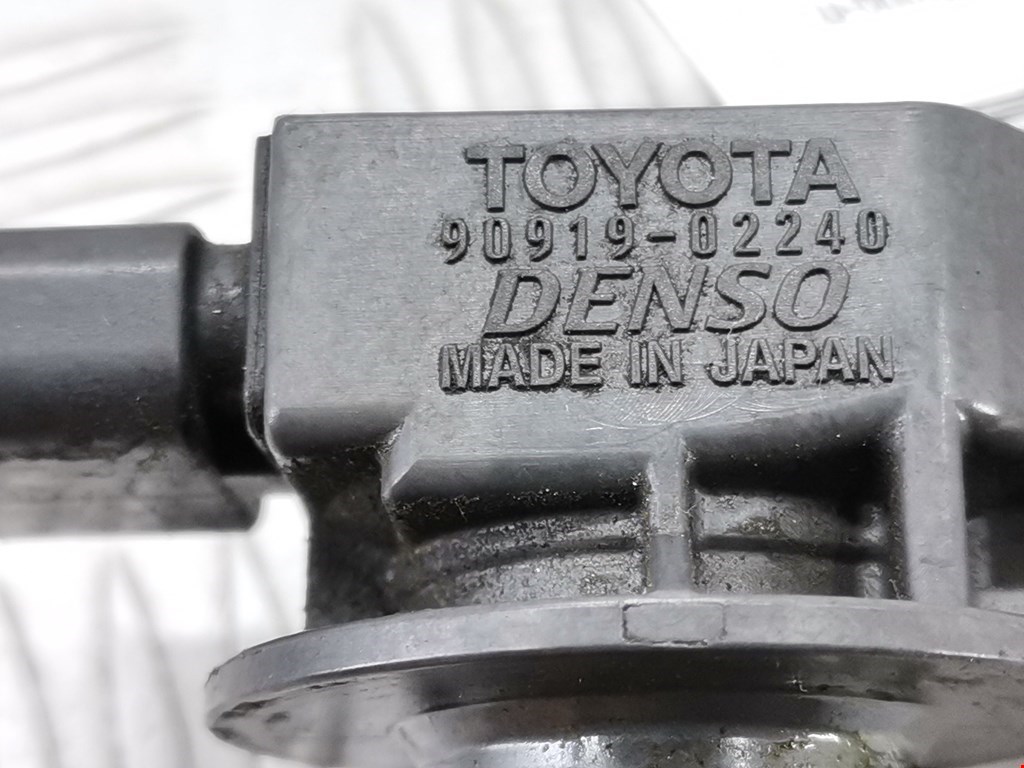 TOYOTA
90919-02240
DENSO
MADE IN JAPAN